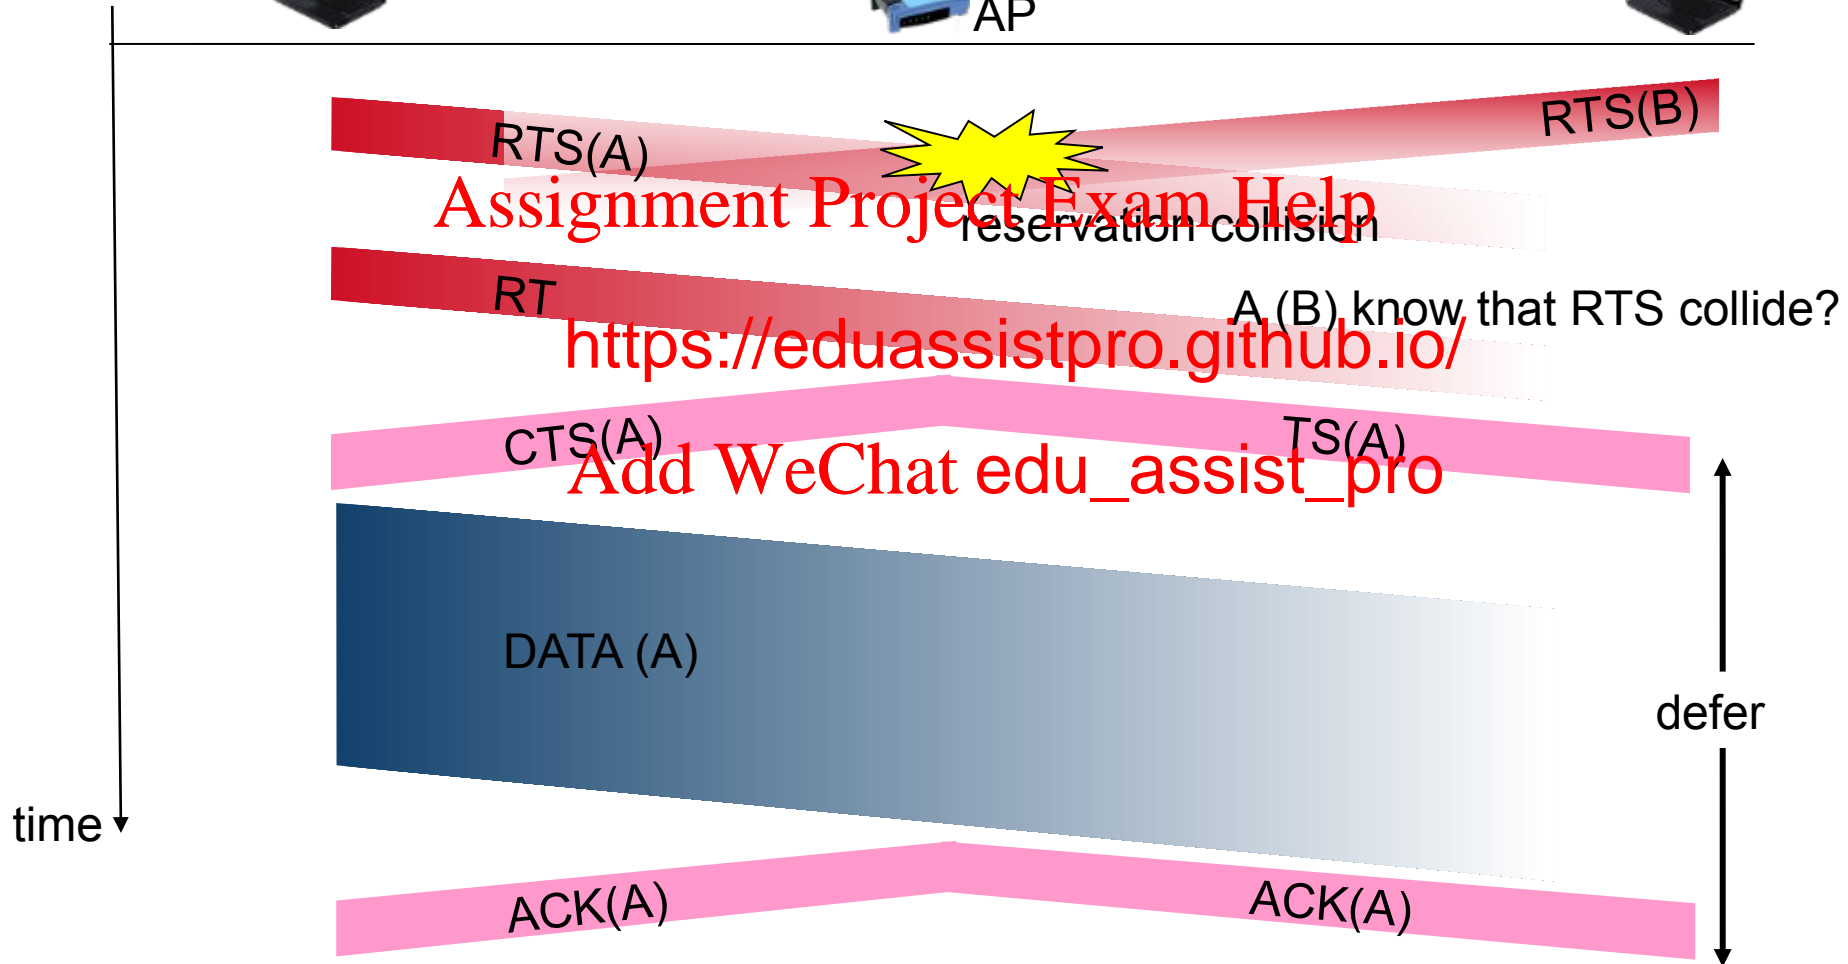 AP
RTS(A)
RTS(B)
Assignment Project Exam Help
reservation collision
RT
A (B) know that RTS collide?
https://eduassistpro.github.io/
CTS(A)
TS(A)
Add WeChat edu_assist_pro
DATA (A)
defer
time
ACK(A)
ACK(A)